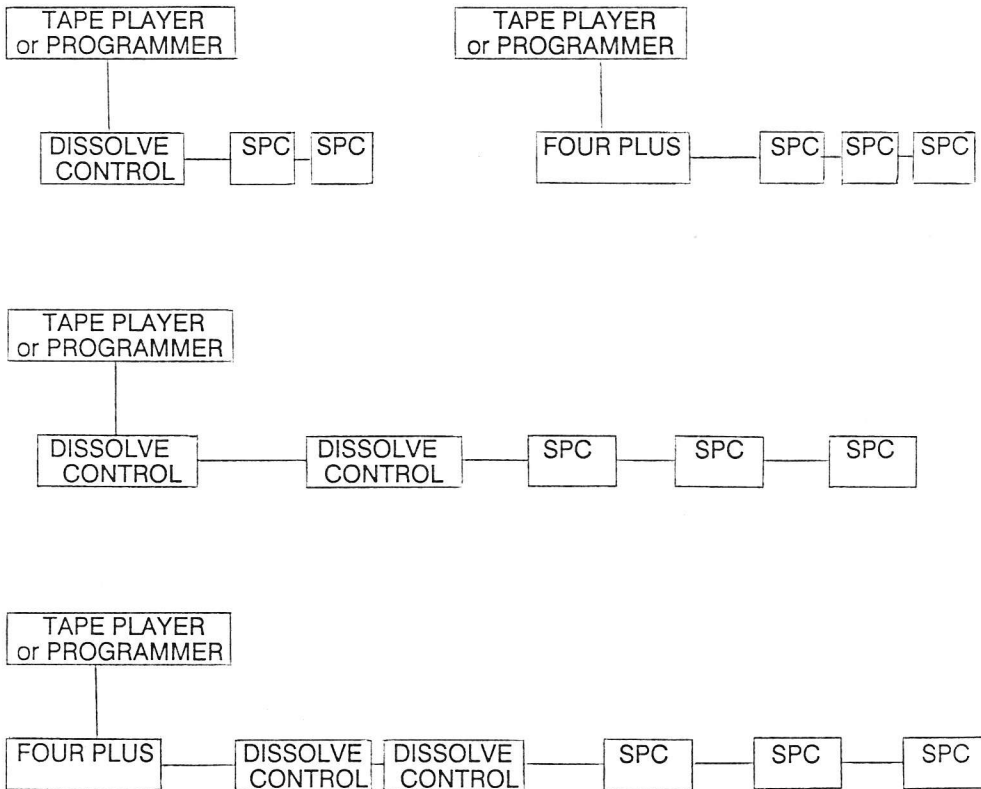 TAPE PLAYER
or PROGRAMMER
DISSOLVE
CONTROL
SPC
SPC
TAPE PLAYER
or PROGRAMMER
FOUR PLUS
SPC
SPC
SPC
TAPE PLAYER
or PROGRAMMER
DISSOLVE
CONTROL
DISSOLVE
CONTROL
SPC
SPC
SPC
TAPE PLAYER
or PROGRAMMER
FOUR PLUS
DISSOLVE
CONTROL
DISSOLVE
CONTROL
SPC
SPC
SPC